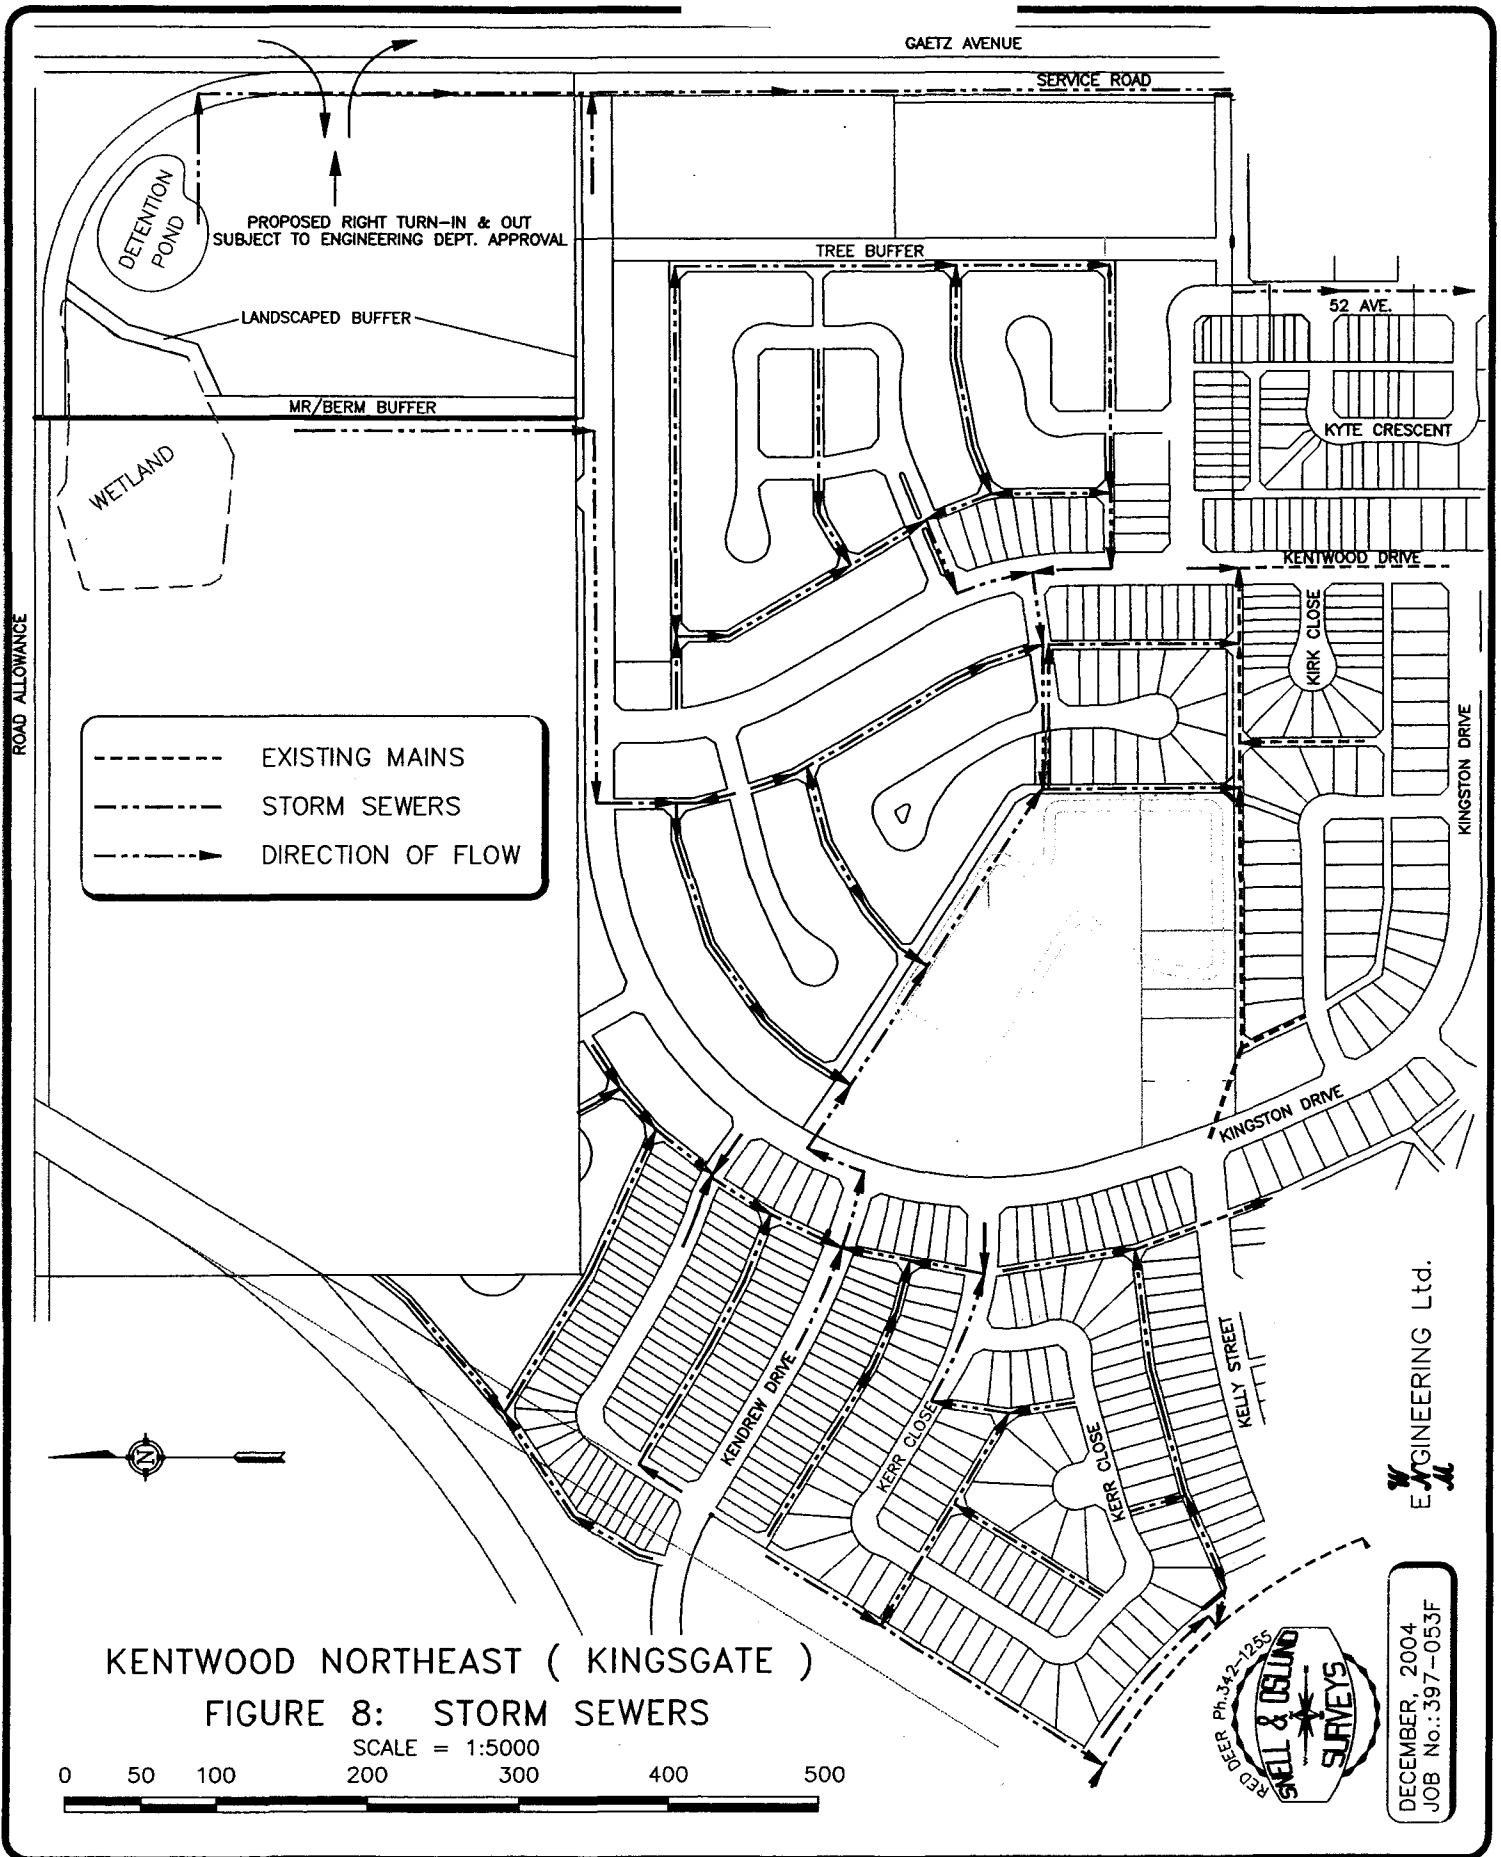 GAETZ AVENUE
SERVICE ROAD
DETENTION
POND
PROPOSED RIGHT TURN-IN & OUT
SUBJECT TO ENGINEERING DEPT. APPROVAL
TREE BUFFER
52 AVE.
LANDSCAPED BUFFER
MR/BERM BUFFER
KYTE CRESCENT
WETLAND
KENTWOOD DRIVE
KIRK CLOSE
ROAD ALLOWANCE
KINGSTON DRIVE
EXISTING MAINS
STORM SEWERS
DIRECTION OF FLOW
KINGSTON DRIVE
KELLY STREET
KENDREW DRIVE
KERR CLOSE
KERR CLOSE
N
ENGINEERING Ltd.
KENTWOOD NORTHEAST ( KINGSGATE )
FIGURE 8: STORM SEWERS
SCALE = 1:5000
0 50 100 200 300 400 500
RED DEER Ph.342-1255
SNELL & OSLUND
SURVEYS
DECEMBER, 2004
JOB No.: 397-053F